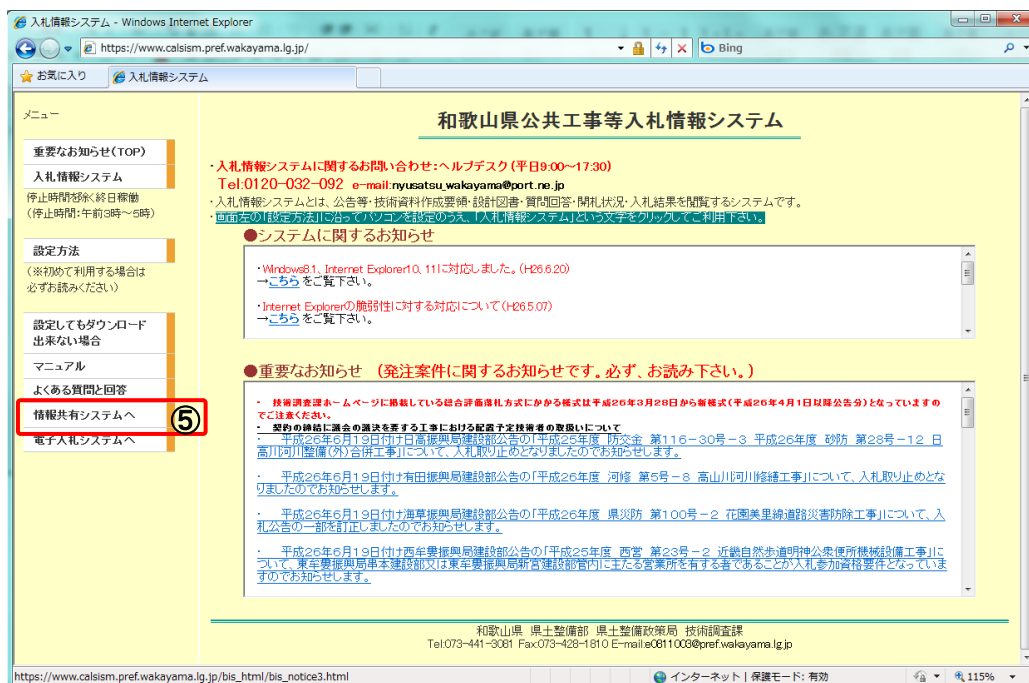 入札情報システム - Windows Internet Explorer
https://www.calsism.pref.wakayama.lg.jp/
Bing
お気に入り
入札情報システム
メニュー
重要なお知らせ(TOP)
入札情報システム
停止時間を除く終日稼働
(停止時間:午前3時～5時)
設定方法
(※初めて利用する場合は
必ずお読みください)
設定してもダウンロード
出来ない場合
マニュアル
よくある質問と回答
情報共有システムへ
⑤
電子入札システムへ
和歌山県公共工事等入札情報システム
・入札情報システムに関するお問い合わせ:ヘルプデスク(平日9:00～17:30)
Tel:0120-032-092 e-mail:nyusatsu_wakayama@port.ne.jp
・入札情報システムとは、公告等・技術資料作成要領・設計図書・質問回答・開札状況・入札結果を閲覧するシステムです。
・画面左の「設定方法」に沿ってパソコンを設定のうえ、「入札情報システム」という文字をクリックしてご利用下さい。
●システムに関するお知らせ
・Windows8.1、Internet Explorer10、11に対応しました。(H26.6.20)
→こちら をご覧下さい。
・Internet Explorerの脆弱性に対する対応について(H26.5.07)
→こちら をご覧下さい。
●重要なお知らせ (発注案件に関するお知らせです。必ず、お読み下さい。)
・ 技術調査課ホームページに掲載している総合評価落札方式にかかる様式は平成26年3月28日から新様式(平成26年4月1日以降公告分)となっていますの
でご注意ください。
・ 契約の締結に議会の議決を要する工事における配置予定技術者の取扱いについて
・ 平成26年6月19日付け日高振興局建設部公告の「平成25年度 防交金 第116-30号-3 平成26年度 砂防 第28号-12 日
高川河川整備(外)合併工事」について、入札取り止めとなりましたのでお知らせします。
・ 平成26年6月19日付け有田振興局建設部公告の「平成26年度 河修 第5号-8 高山川河川修繕工事」について、入札取り止めとな
りましたのでお知らせします。
・ 平成26年6月19日付け海草振興局建設部公告の「平成26年度 県災防 第100号-2 花園美里線道路災害防除工事」について、入
札公告の一部を訂正しましたのでお知らせします。
・ 平成26年6月19日付け西牟婁振興局建設部公告の「平成25年度 西営 第23号-2 近畿自然歩道明神公衆便所機械設備工事」に
ついて、東牟婁振興局串本建設部又は東牟婁振興局新宮建設部管内に主たる営業所を有する者であることが入札参加資格要件となっていま
すのでお知らせします。
和歌山県 県土整備部 県土整備政策局 技術調査課
Tel:073-441-3081 Fax:073-428-1810 E-mail:e0811003@pref.wakayama.lg.jp
https://www.calsism.pref.wakayama.lg.jp/bis_html/bis_notice3.html
インターネット | 保護モード: 有効
115%